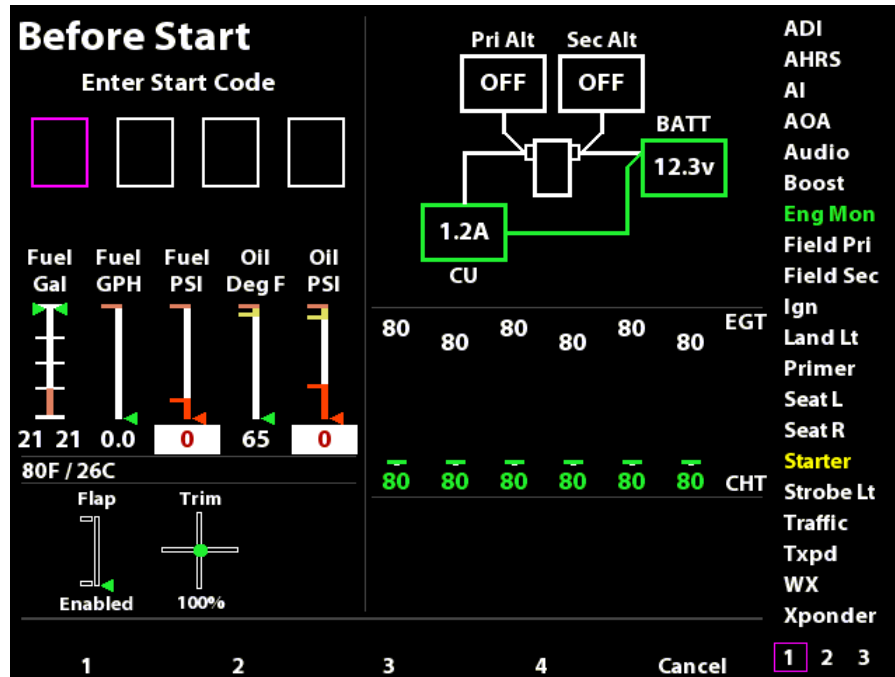 Before Start
Enter Start Code
Fuel Fuel Fuel Oil Oil
Gal GPH PSI Deg F PSI
21 21 0.0 0 65 0
80F / 26C
Flap Trim
Enabled 100%
Pri Alt Sec Alt
OFF OFF
BATT
12.3v
1.2A
CU
80 80 80 80 80 80 EGT
80 80 80 80 80 80 CHT
ADI
AHRS
AI
AOA
Audio
Boost
Eng Mon
Field Pri
Field Sec
Ign
Land Lt
Primer
Seat L
Seat R
Starter
Strobe Lt
Traffic
Txpd
WX
Xponder
1 2 3 4 Cancel
1 2 3